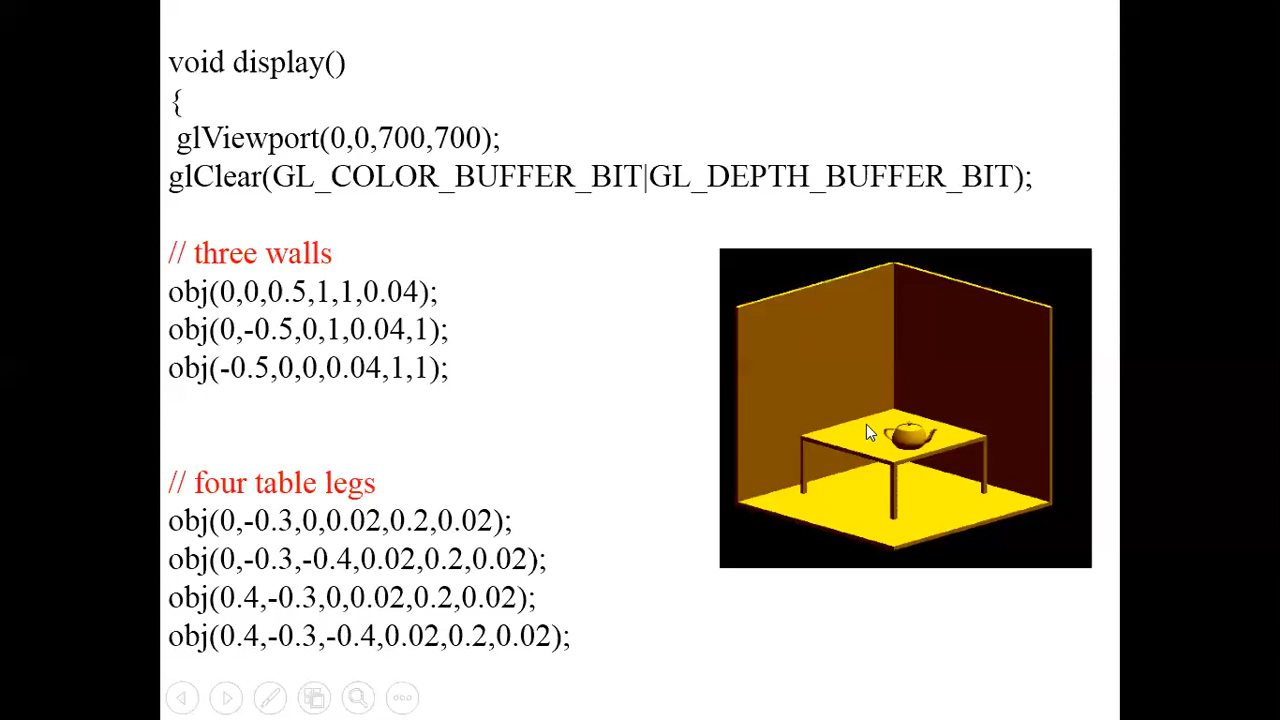 void display()
{
glViewport(0,0,700,700);
glClear(GL_COLOR_BUFFER_BIT|GL_DEPTH_BUFFER_BIT);
// three walls
obj(0,0,0.5,1,1,0.04);
obj(0,-0.5,0,1,0.04,1);
obj(-0.5,0,0,0.04,1,1);
// four table legs
obj(0,-0.3,0,0.02,0.2,0.02);
obj(0,-0.3,-0.4,0.02,0.2,0.02);
obj(0.4,-0.3,0,0.02,0.2,0.02);
obj(0.4,-0.3,-0.4,0.02,0.2,0.02);